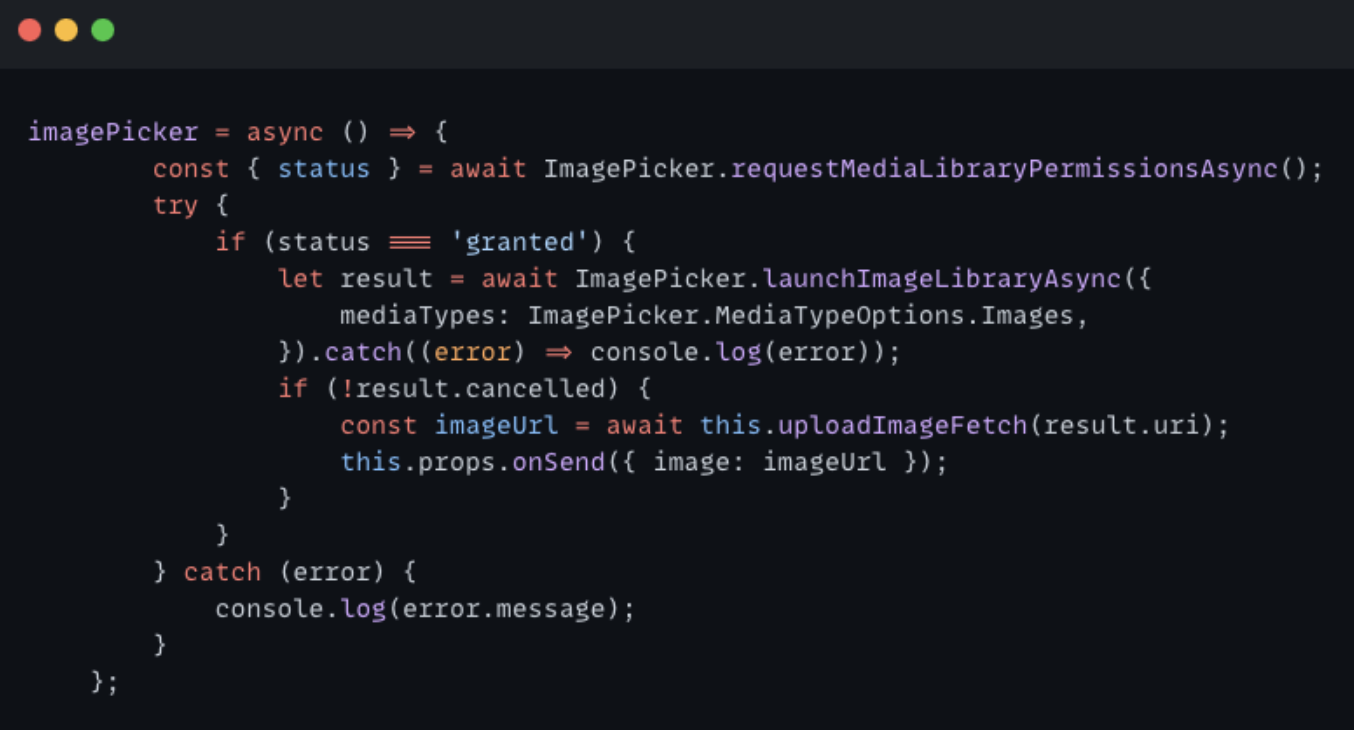 imagePicker = async () => {
const { status } = await ImagePicker.requestMediaLibraryPermissionsAsync();
try {
if (status === 'granted') {
let result = await ImagePicker.launchImageLibraryAsync({
mediaTypes: ImagePicker.MediaTypeOptions.Images,
}).catch((error) => console.log(error));
if (!result.cancelled) {
const imageUrl = await this.uploadImageFetch(result.uri);
this.props.onSend({ image: imageUrl });
}
}
} catch (error) {
console.log(error.message);
}
};